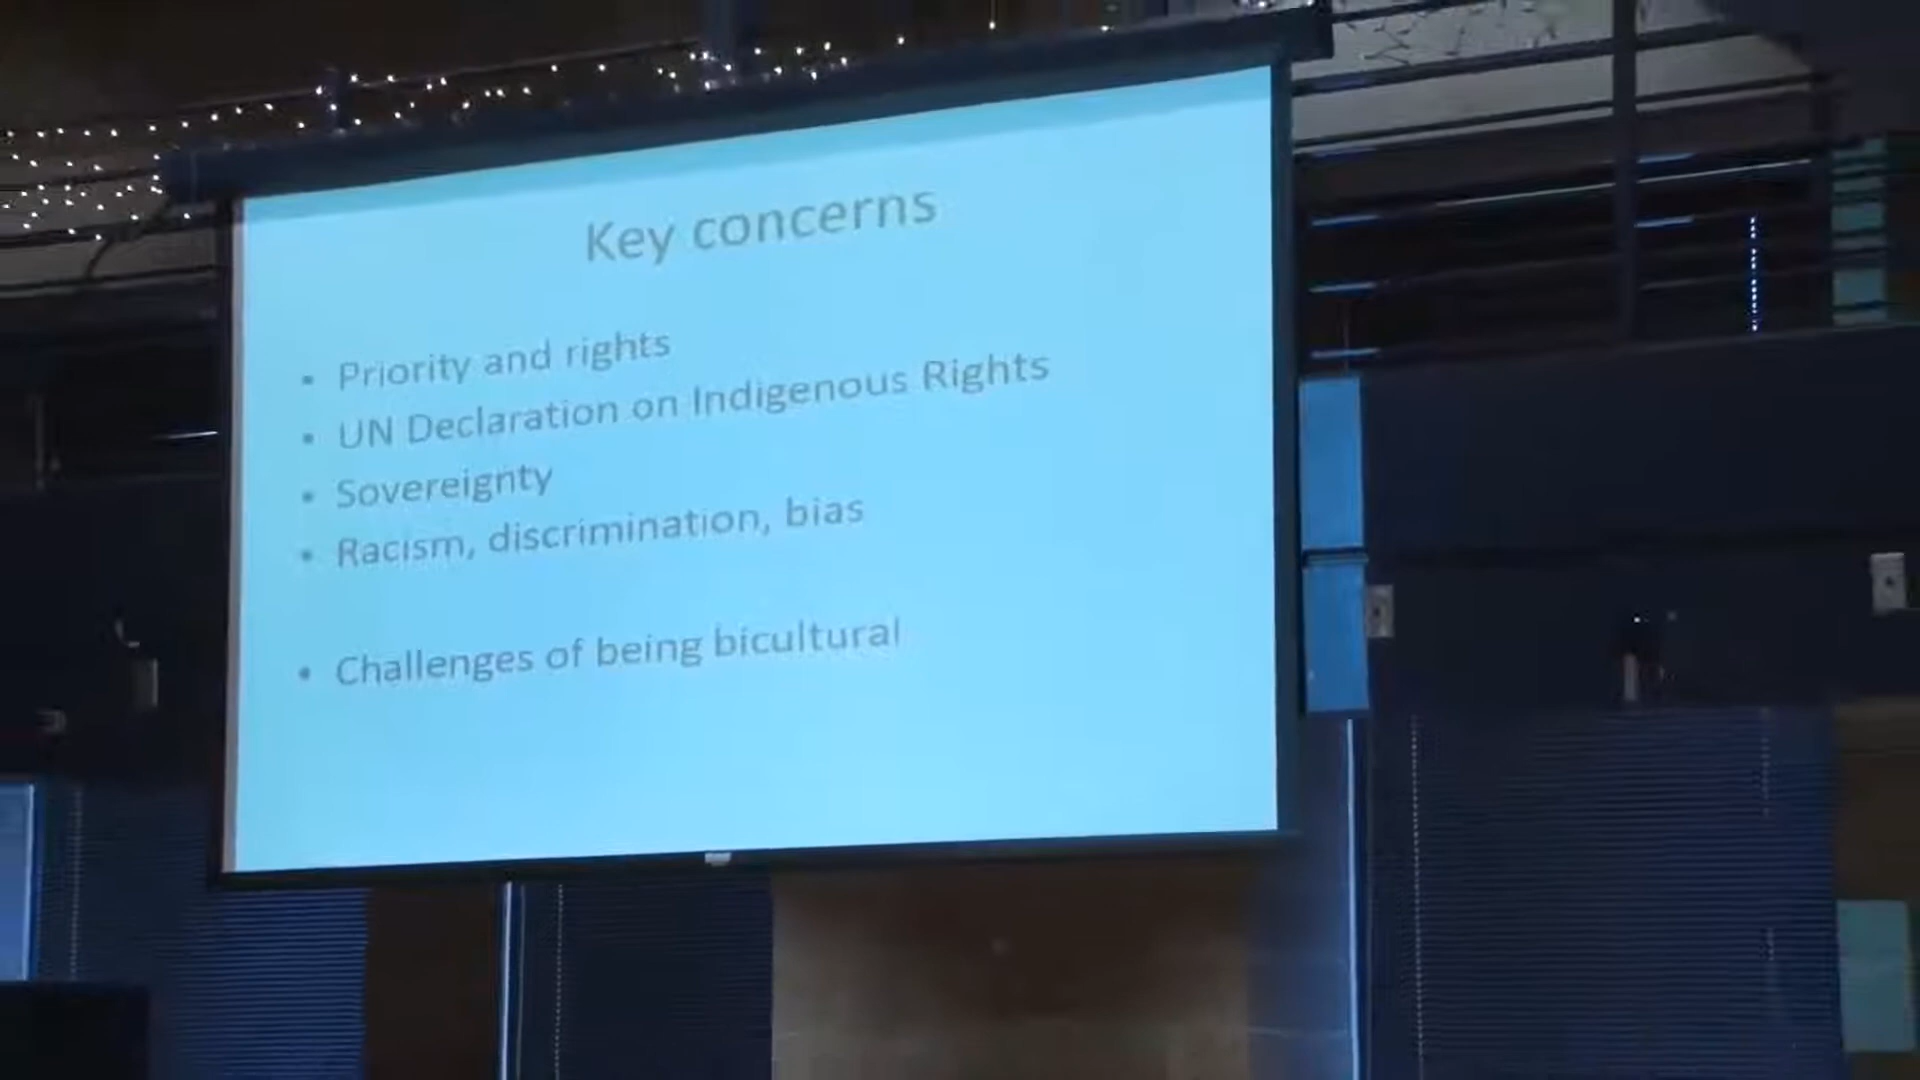 Key concerns
• Priority and rights
• UN Declaration on Indigenous Rights
• Sovereignty
• Racism, discrimination, bias
• Challenges of being bicultural